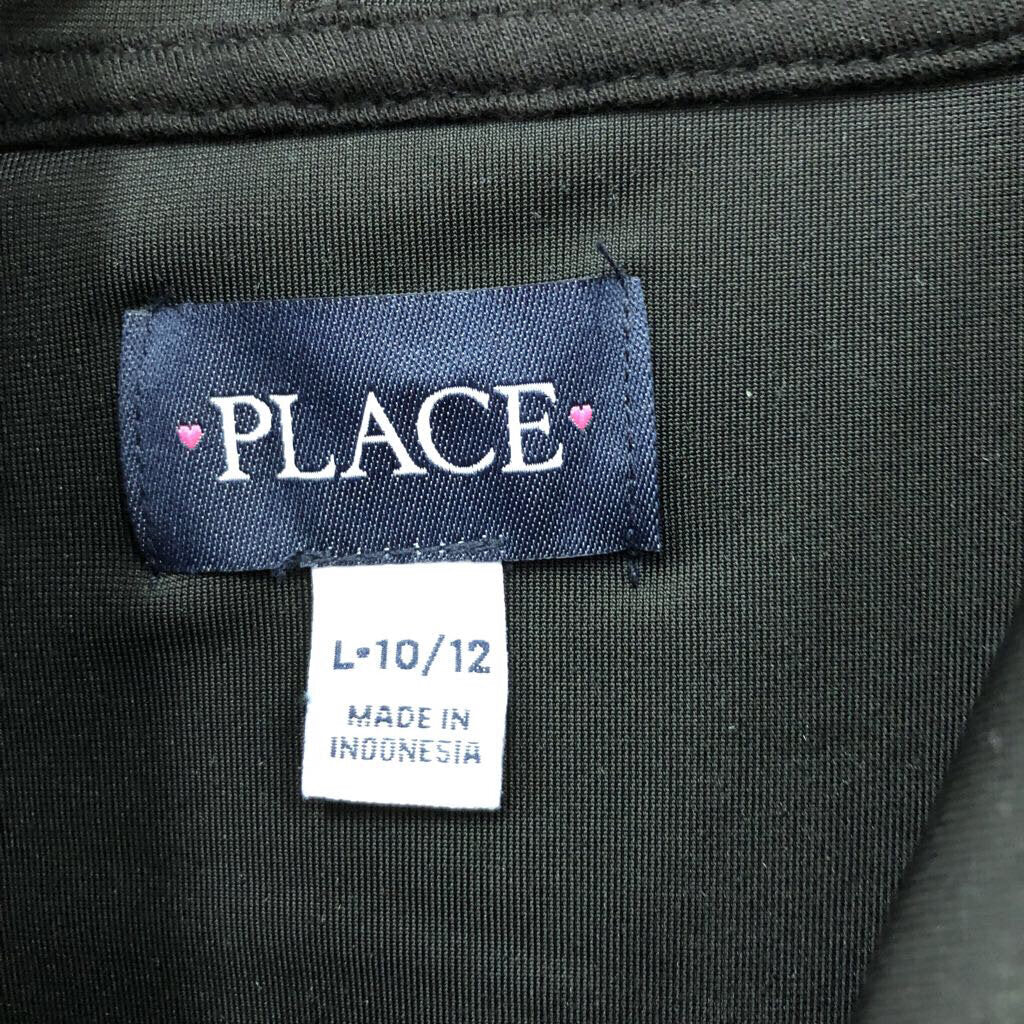 PLACE
L-10/12
MADE IN
INDONESIA